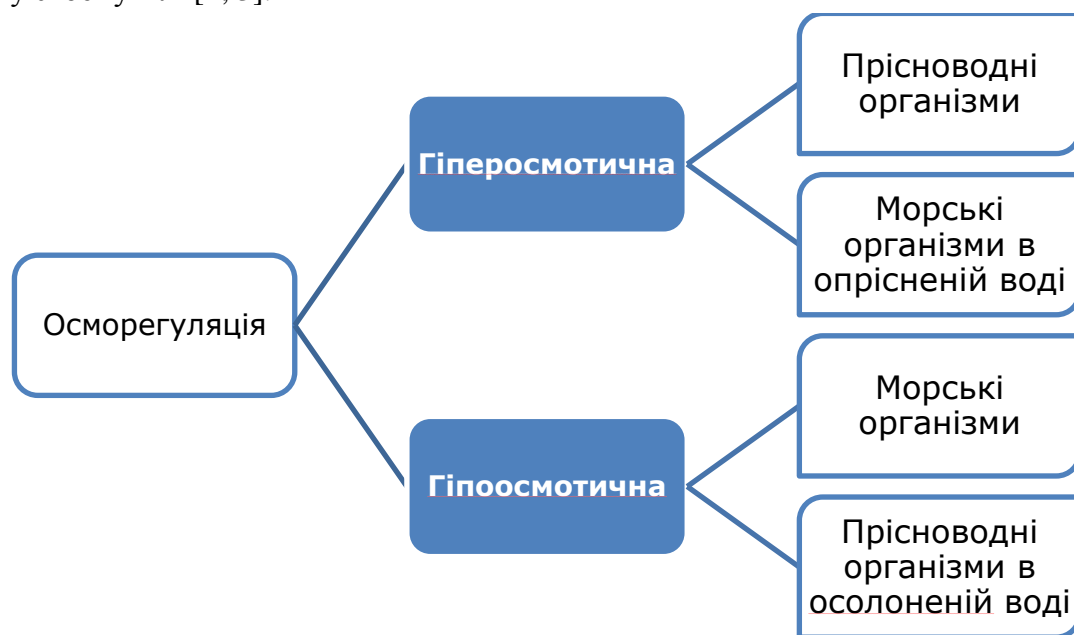 Прісноводні
організми
Гіперосмотична
Морські
організми в
опрісненій воді
Осморегуляція
Морські
організми
Гіпоосмотична
Прісноводні
організми в
осолоненій воді